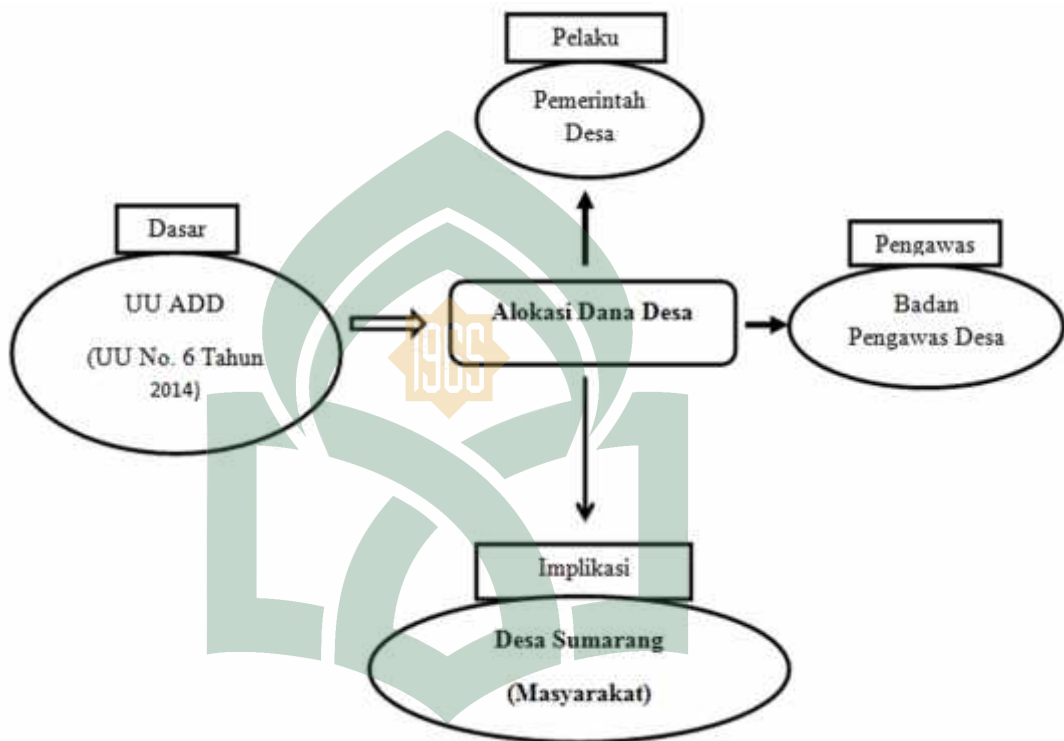 Pelaku
Pemerintah
Desa
Dasar
UU ADD
(UU No. 6 Tahun
2014)
Alokasi Dana Desa
1965
Pengawas
Badan
Pengawas Desa
Implikasi
Desa Sumarang
(Masyarakat)